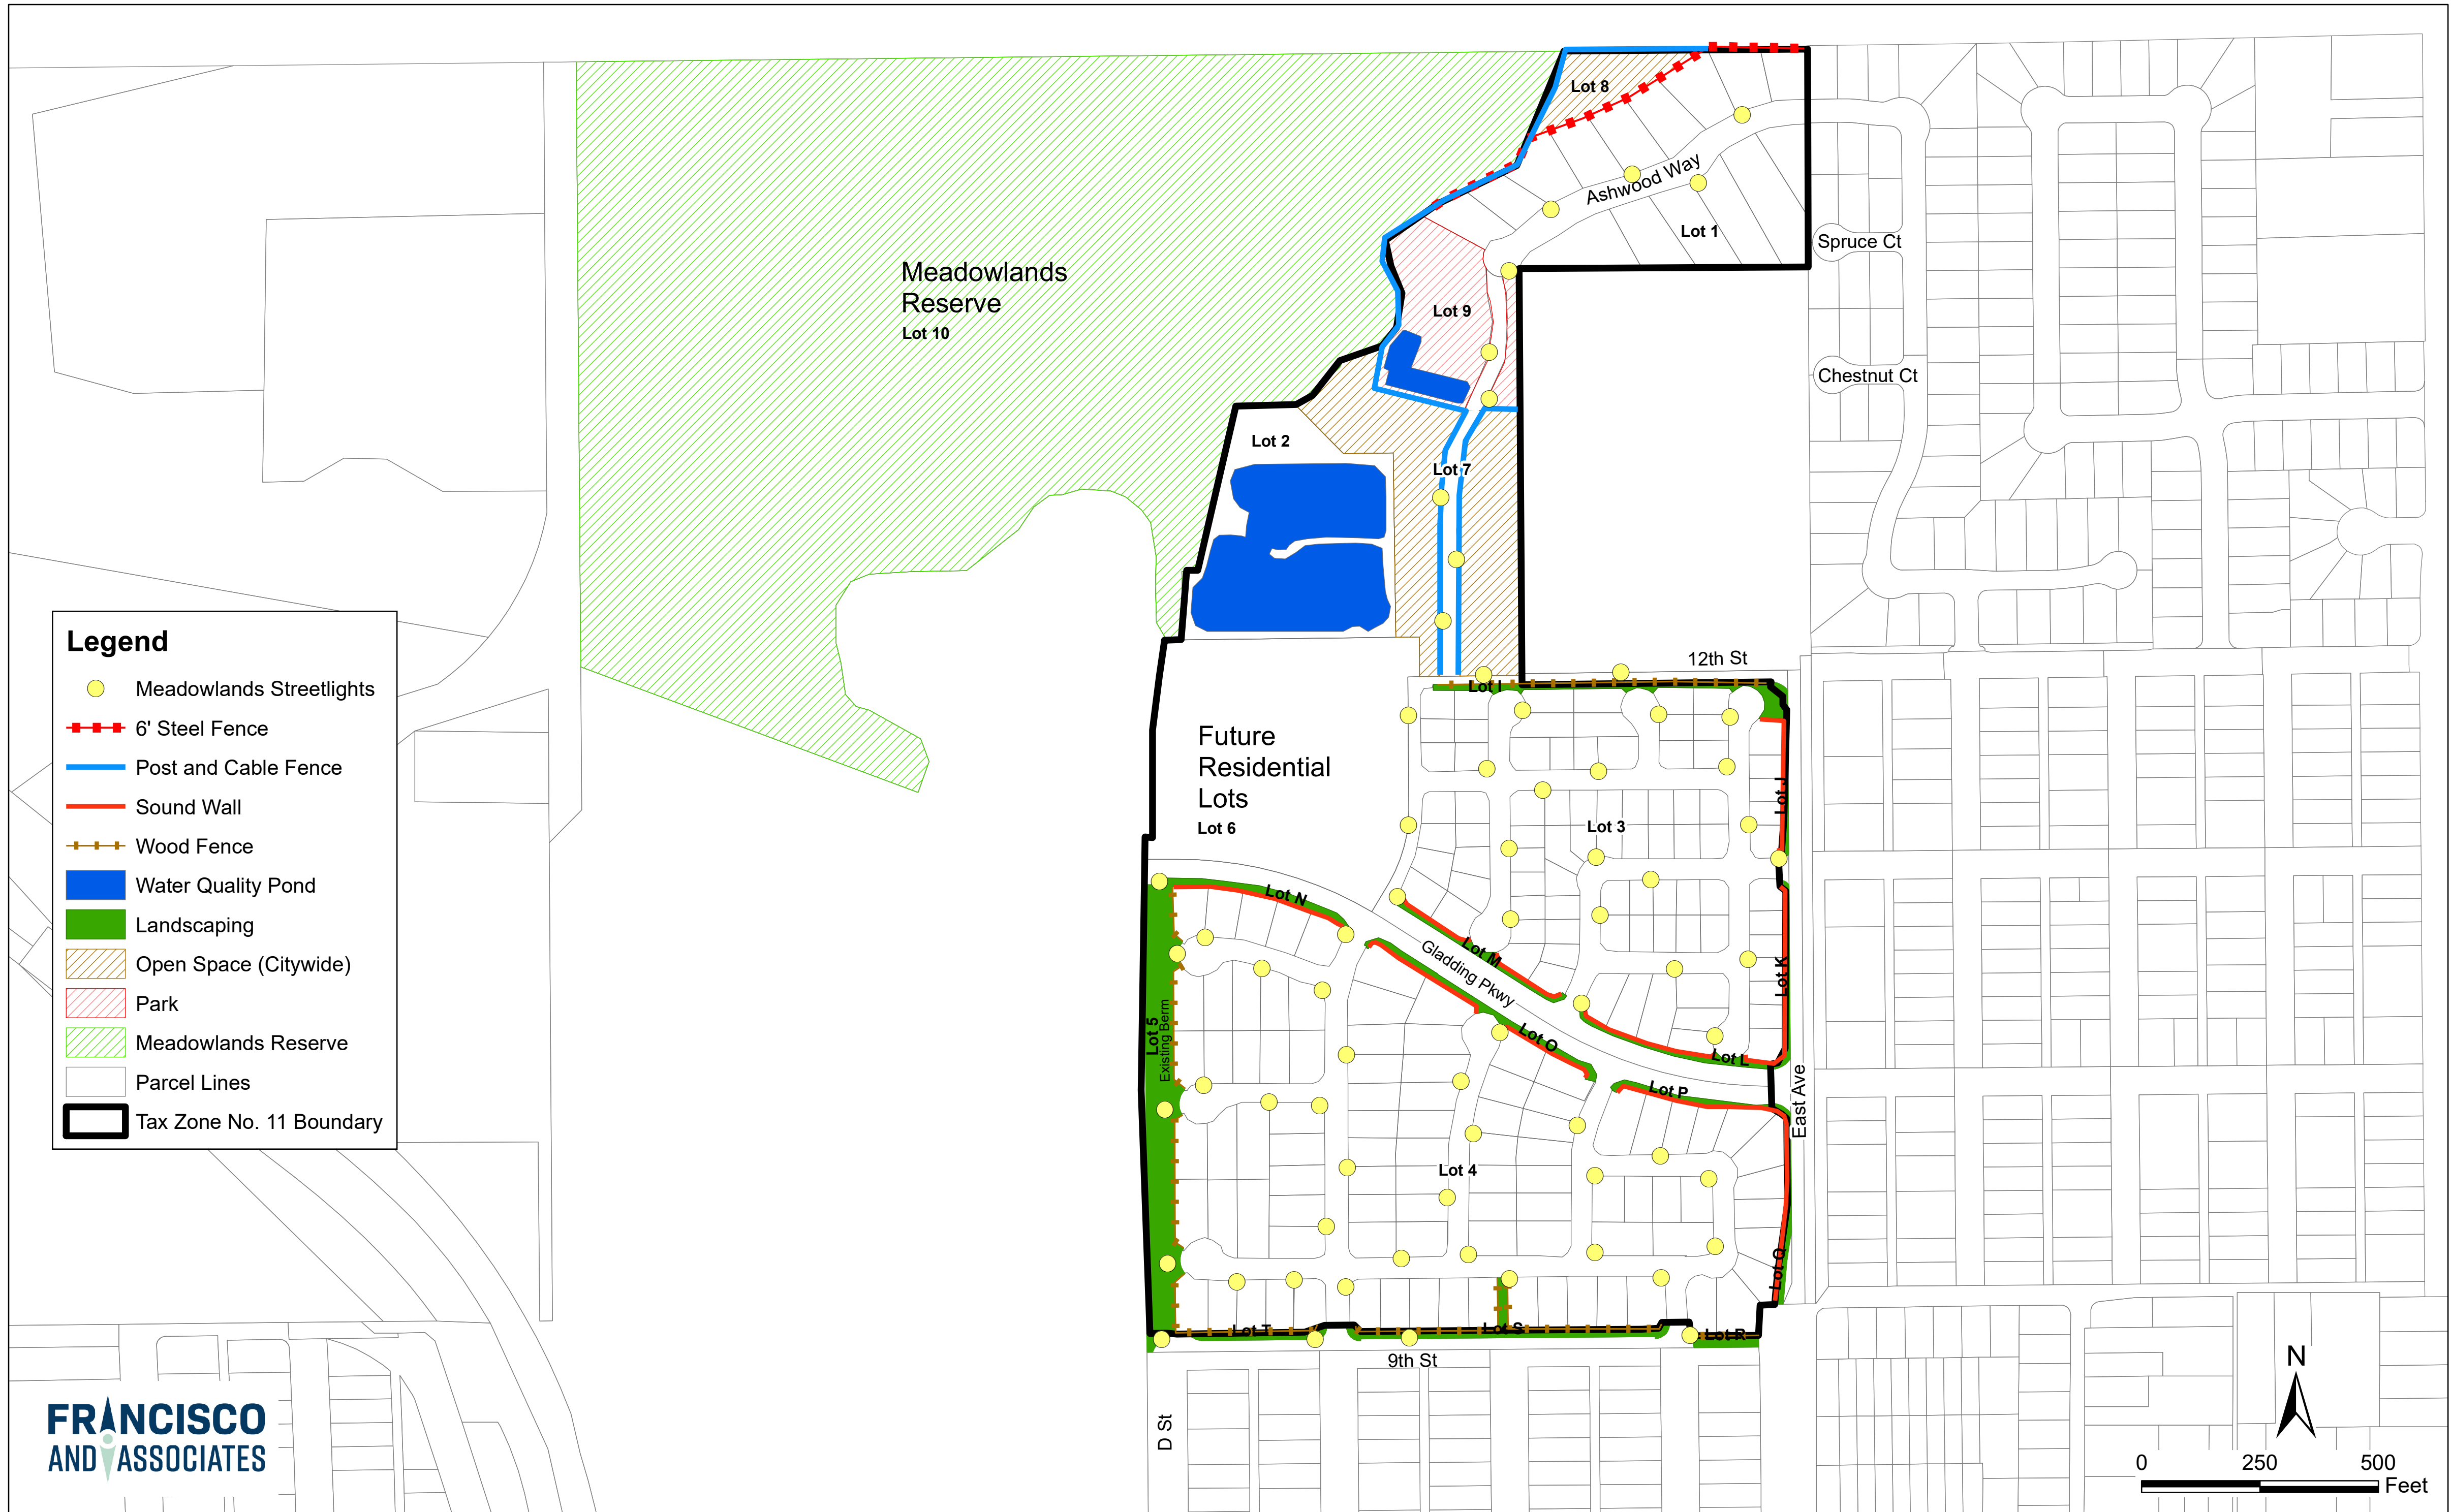 Lot 8
Ashwood Way
Lot 1
Spruce Ct
Meadowlands
Reserve
Lot 10
Lot 9
Chestnut Ct
Lot 2
Lot 7
12th St
Lot I
Future
Residential
Lots
Lot 6
Lot J
Lot 3
Lot N
Lot M
Gladding Pkwy
Lot K
Lot 5
Existing Berm
Lot O
Lot L
Lot P
East Ave
Lot 4
Lot Q
Lot T
Lot S
Lot R
9th St
D St
Legend
Meadowlands Streetlights
6' Steel Fence
Post and Cable Fence
Sound Wall
Wood Fence
Water Quality Pond
Landscaping
Open Space (Citywide)
Park
Meadowlands Reserve
Parcel Lines
Tax Zone No. 11 Boundary
FRANCISCO
AND ASSOCIATES
N
0 250 500
Feet